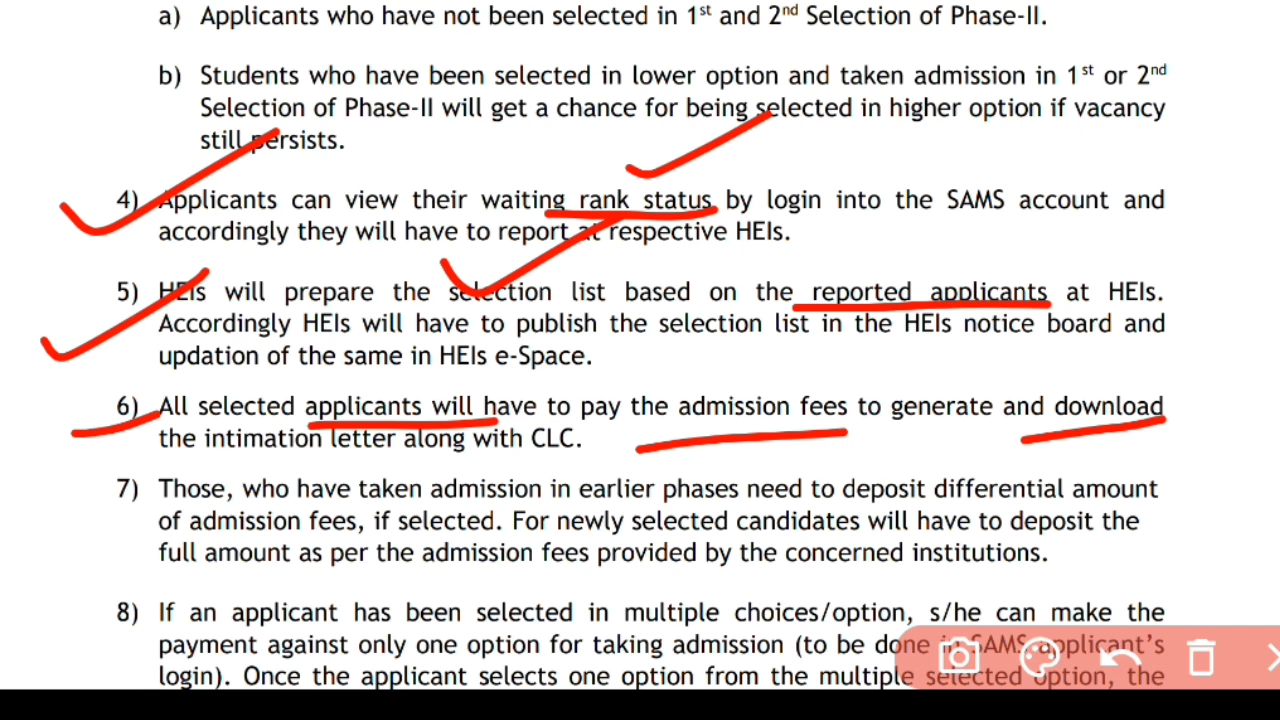 a) Applicants who have not been selected in 1st and 2nd Selection of Phase-II.
b) Students who have been selected in lower option and taken admission in 1st or 2nd
Selection of Phase-II will get a chance for being selected in higher option if vacancy
still persists.
4) Applicants can view their waiting rank status by login into the SAMS account and
accordingly they will have to report at respective HEIs.
5) HEIs will prepare the selection list based on the reported applicants at HEIs.
Accordingly HEIs will have to publish the selection list in the HEIs notice board and
updation of the same in HEIs e-Space.
6) All selected applicants will have to pay the admission fees to generate and download
the intimation letter along with CLC.
7) Those, who have taken admission in earlier phases need to deposit differential amount
of admission fees, if selected. For newly selected candidates will have to deposit the
full amount as per the admission fees provided by the concerned institutions.
8) If an applicant has been selected in multiple choices/option, s/he can make the
payment against only one option for taking admission (to be done in SAMS applicant's
login). Once the applicant selects one option from the multiple selected option, the